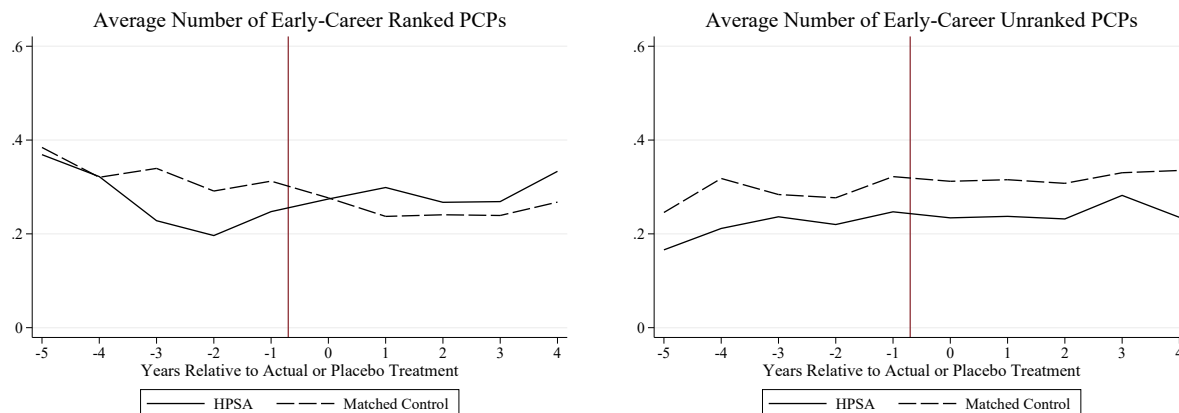 Average Number of Early-Career Ranked PCPs
.6
.4
.2
0
-5 -4 -3 -2 -1 0 1 2 3 4
Years Relative to Actual or Placebo Treatment
HPSA Matched Control
Average Number of Early-Career Unranked PCPs
.6
.4
.2
0
-5 -4 -3 -2 -1 0 1 2 3 4
Years Relative to Actual or Placebo Treatment
HPSA Matched Control